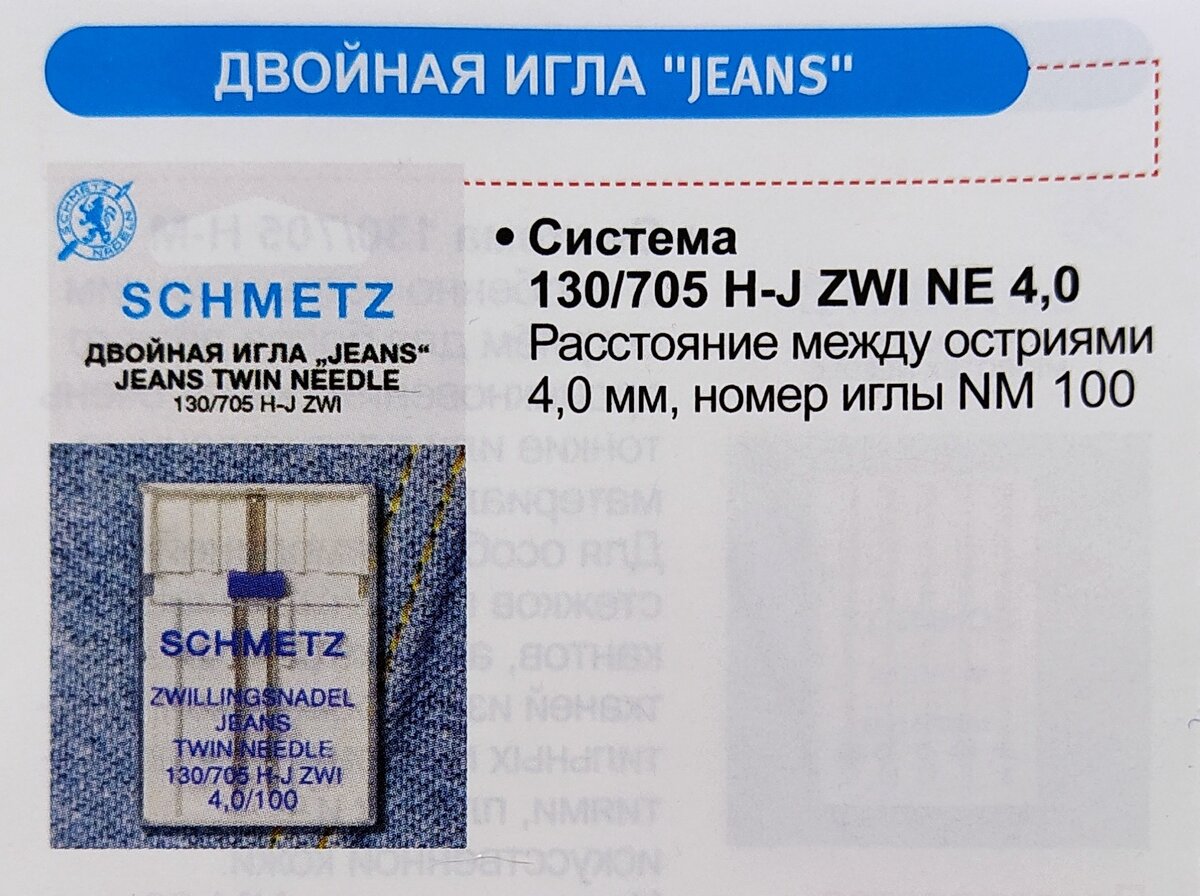 ДВОЙНАЯ ИГЛА "JEANS"
SCHMETZ
NADELN
SCHMETZ
ДВОЙНАЯ ИГЛА „JEANS“
JEANS TWIN NEEDLE
130/705 H-J ZWI
• Система
130/705 H-J ZWI NE 4,0
Расстояние между остриями
4,0 мм, номер иглы NM 100
SCHMETZ
ZWILLINGSNADEL
JEANS
TWIN NEEDLE
130/705 H-J ZWI
4,0/100